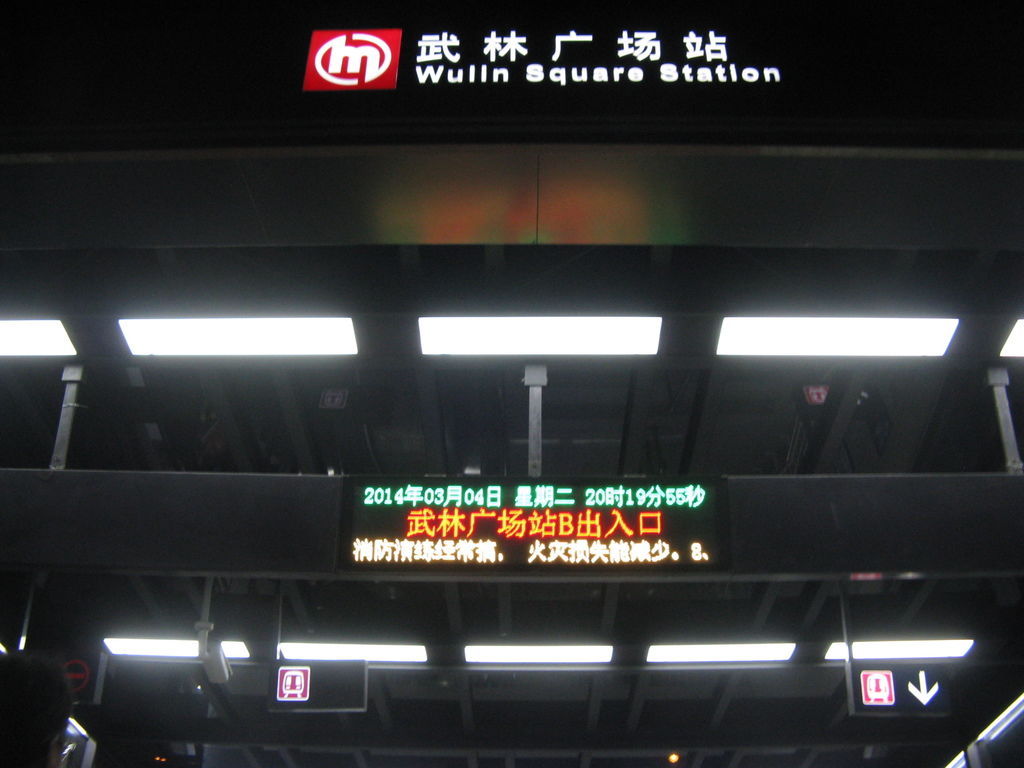 武林广场站
Wulin Square Station
2014年03月04日 星期二 20时19分55秒
武林广场站B出入口
消防演练经常搞， 火灾损失能减少。8、